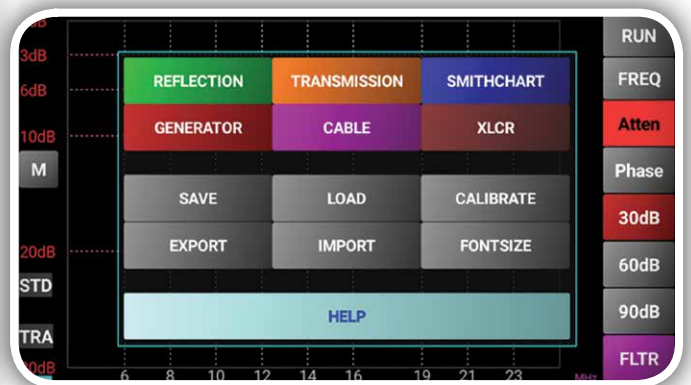 3dB
6dB
10dB
M
20dB
STD
TRA
REFLECTION TRANSMISSION SMITHCHART
GENERATOR CABLE XLCR
SAVE LOAD CALIBRATE
EXPORT IMPORT FONTSIZE
HELP
6 8 10 12 14 16 19 21 23 MHz
RUN
FREQ
Atten
Phase
30dB
60dB
90dB
FLTR